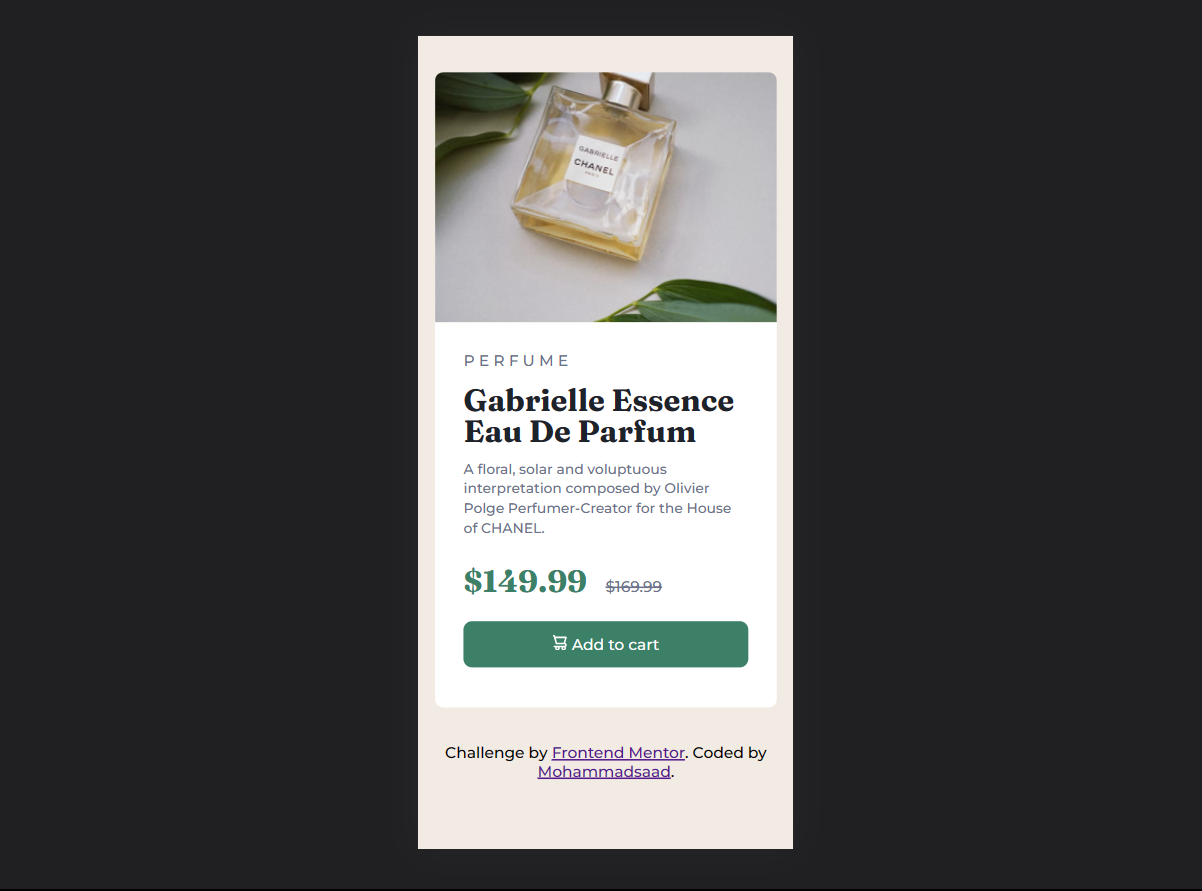 GABRIELLE
CHANEL
PARIS
PERFUME
Gabrielle Essence
Eau De Parfum
A floral, solar and voluptuous
interpretation composed by Olivier
Polge Perfumer-Creator for the House
of CHANEL.
$149.99 $169.99
Add to cart
Challenge by Frontend Mentor. Coded by
Mohammadsaad.